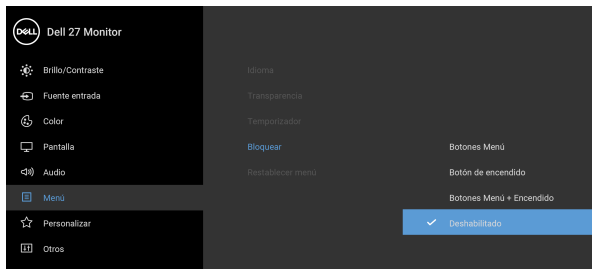 DELL Dell 27 Monitor
Brillo/Contraste
Idioma
Fuente entrada
Transparencia
Color
Temporizador
Pantalla
Bloquear
Botones Menú
Audio
Restablecer menú
Botón de encendido
Menú
Botones Menú + Encendido
Personalizar
Deshabilitado
Otros